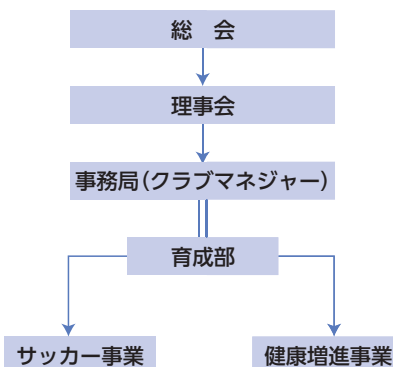 総　会
理事会
事務局（クラブマネジャー）
育成部
サッカー事業
健康増進事業